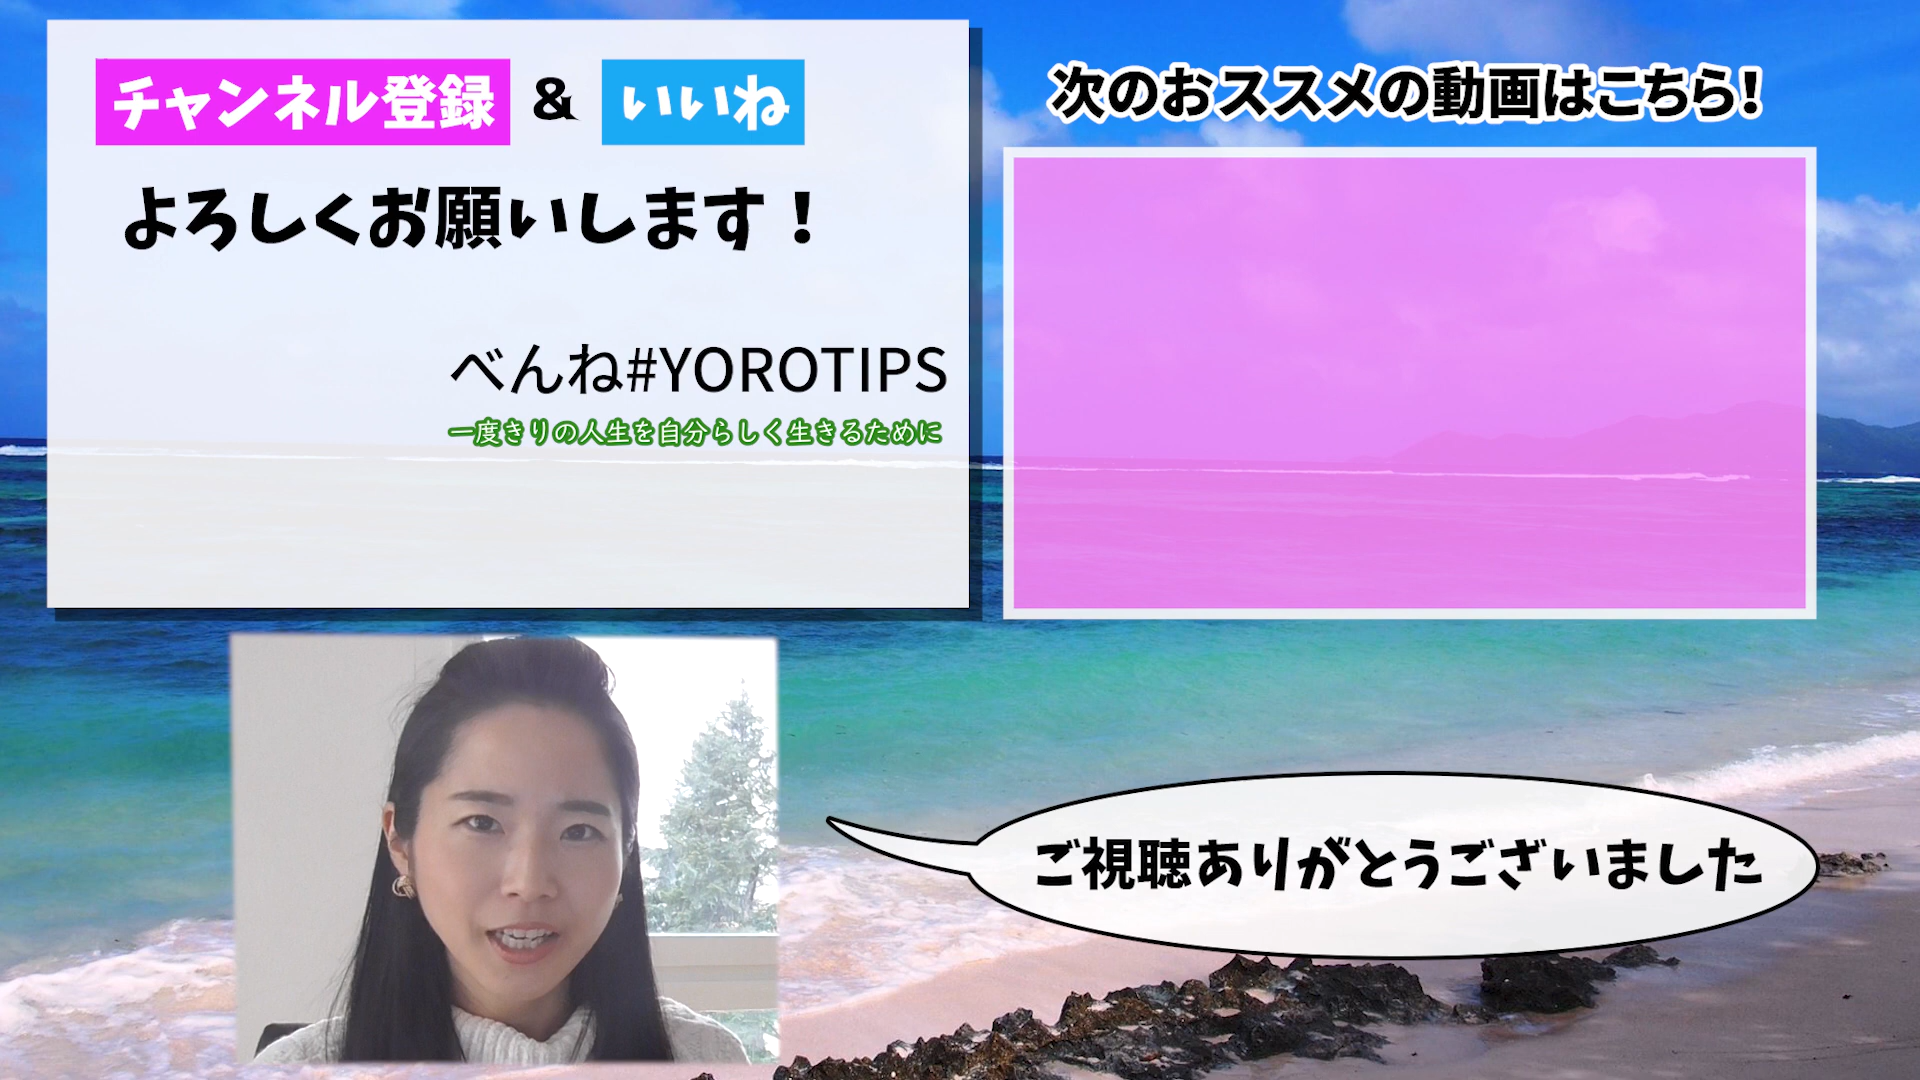 チャンネル登録 & いいね
よろしくお願いします！
べんね#YOROTIPS
一度きりの人生を自分らしく生きるために
次のおススメの動画はこちら！
ご視聴ありがとうございました